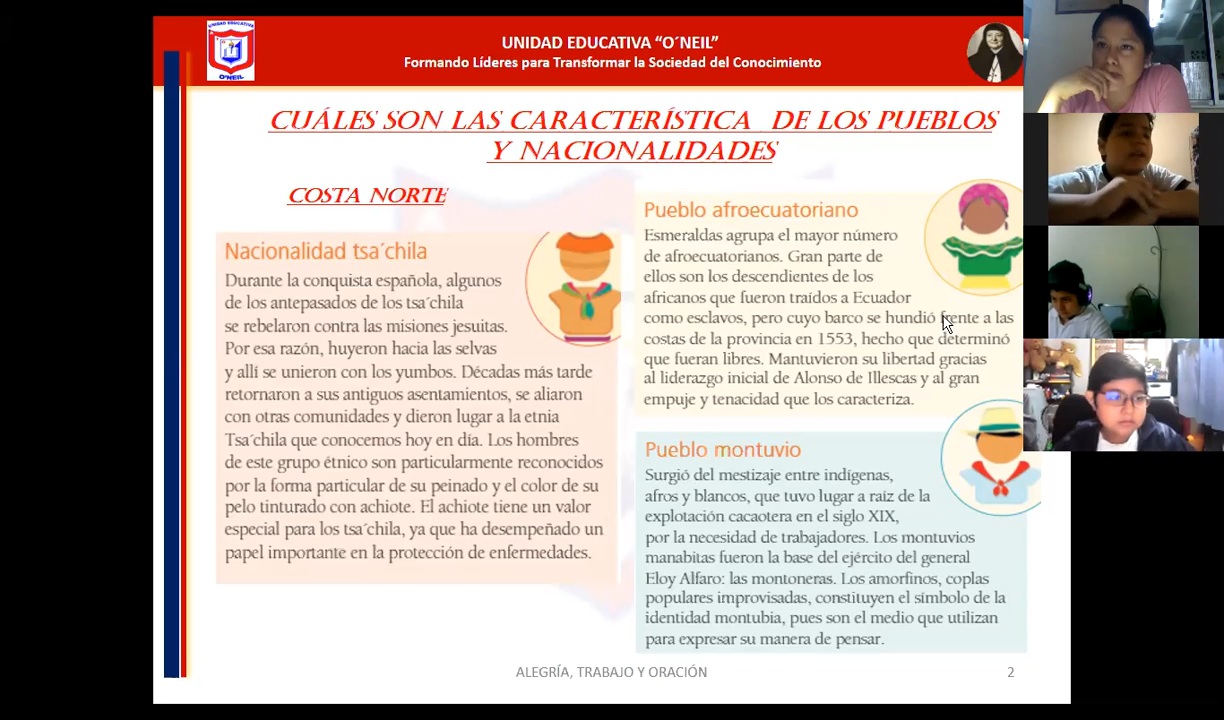 UNIDAD EDUCATIVA
O´NEIL
UNIDAD EDUCATIVA “O´NEIL”
Formando Líderes para Transformar la Sociedad del Conocimiento
CUÁLES SON LAS CARACTERÍSTICA DE LOS PUEBLOS
Y NACIONALIDADES
COSTA NORTE
Nacionalidad tsa´chila
Durante la conquista española, algunos
de los antepasados de los tsa´chila
se rebelaron contra las misiones jesuitas.
Por esa razón, huyeron hacia las selvas
y allí se unieron con los yumbos. Décadas más tarde
retornaron a sus antiguos asentamientos, se aliaron
con otras comunidades y dieron lugar a la etnia
Tsa´chila que conocemos hoy en día. Los hombres
de este grupo étnico son particularmente reconocidos
por la forma particular de su peinado y el color de su
pelo tinturado con achiote. El achiote tiene un valor
especial para los tsa´chila, ya que ha desempeñado un
papel importante en la protección de enfermedades.
Pueblo afroecuatoriano
Esmeraldas agrupa el mayor número
de afroecuatorianos. Gran parte de
ellos son los descendientes de los
africanos que fueron traídos a Ecuador
como esclavos, pero cuyo barco se hundió frente a las
costas de la provincia en 1553, hecho que determinó
que fueran libres. Mantuvieron su libertad gracias
al liderazgo inicial de Alonso de Illescas y al gran
empuje y tenacidad que los caracteriza.
Pueblo montuvio
Surgió del mestizaje entre indígenas,
afros y blancos, que tuvo lugar a raíz de la
explotación cacaotera en el siglo XIX,
por la necesidad de trabajadores. Los montuvios
manabitas fueron la base del ejército del general
Eloy Alfaro: las montoneras. Los amorfinos, coplas
populares improvisadas, constituyen el símbolo de la
identidad montubia, pues son el medio que utilizan
para expresar su manera de pensar.
ALEGRÍA, TRABAJO Y ORACIÓN
2